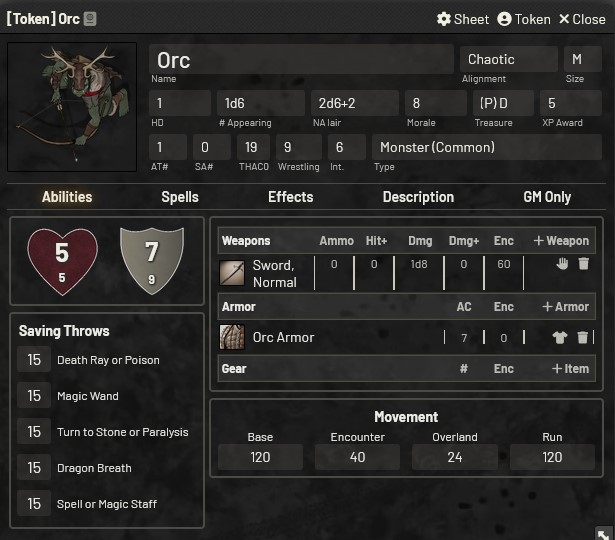 [Token] Orc Sheet Token Close
Orc Chaotic M
Name Alignment Size
1 1d6 2d6+2 8 (P) D 5
HD # Appearing NA lair Morale Treasure XP Award
1 0 19 9 6 Monster (Common)
AT# SA# THAC0 Wrestling Int. Type
Abilities Spells Effects Description GM Only
5
5
7
9
Saving Throws
15 Death Ray or Poison
15 Magic Wand
15 Turn to Stone or Paralysis
15 Dragon Breath
15 Spell or Magic Staff
Weapons Ammo Hit+ Dmg Dmg+ Enc +Weapon
Sword, 0 0 1d8 0 60
Normal
Armor AC Enc +Armor
Orc Armor 7 0
Gear # Enc +Item
Movement
Base Encounter Overland Run
120 40 24 120